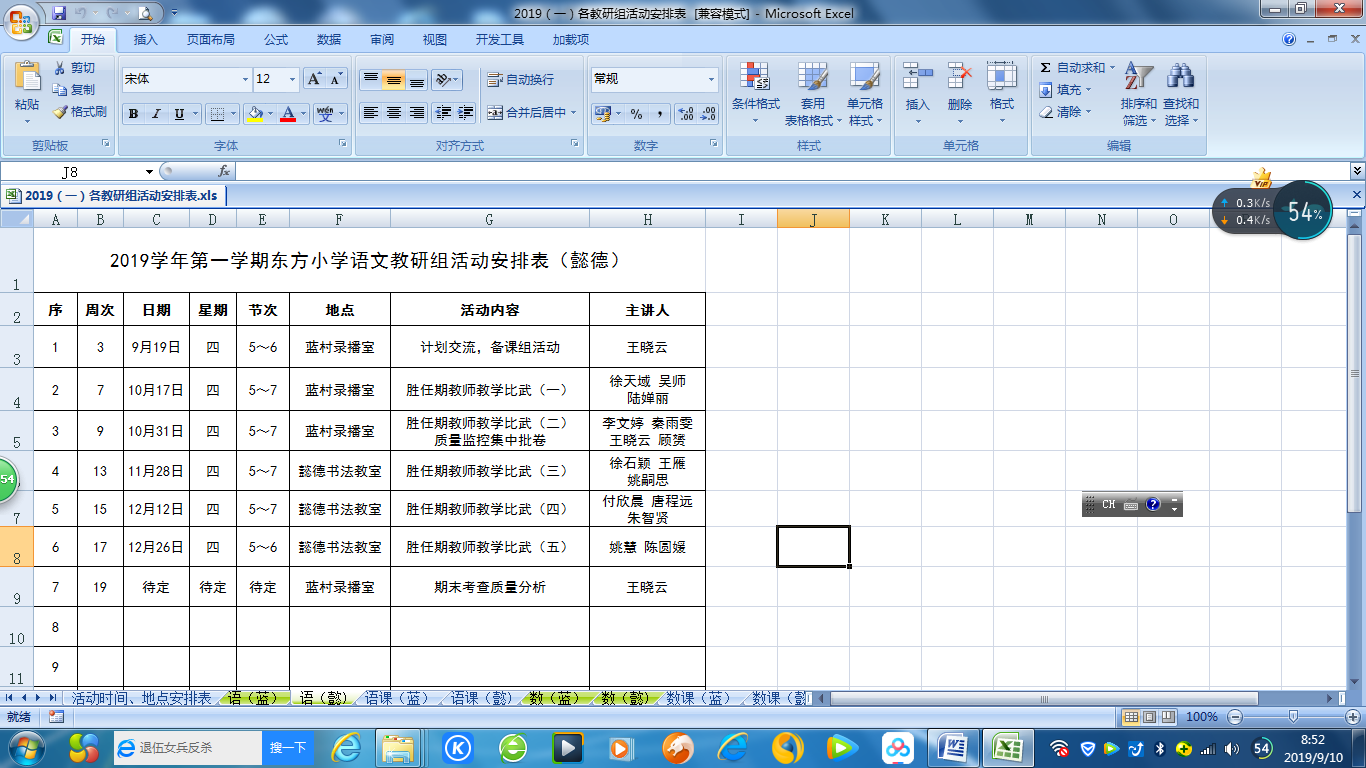 2019（一）各教研组活动安排表 [兼容模式] - Microsoft Excel
开始 插入 页面布局 公式 数据 审阅 视图 开发工具 加载项
粘贴 剪切 复制 格式刷 剪贴板
宋体 12 B I U 字体
自动换行 合并后居中 对齐方式
常规 % , 数字
条件格式 套用表格格式 单元格样式 样式
插入 删除 格式 单元格
Σ 自动求和 填充 清除 排序和筛选 查找和选择 编辑
J8 fx
2019（一）各教研组活动安排表.xls
VIP
0.3K/s
0.4K/s
54%
A B C D E F G H I J K L M N O
1 2019学年第一学期东方小学语文教研组活动安排表（懿德）
2 序 周次 日期 星期 节次 地点 活动内容 主讲人
3 1 3 9月19日 四 5～6 蓝村录播室 计划交流，备课组活动 王晓云
4 2 7 10月17日 四 5～7 蓝村录播室 胜任期教师教学比武（一） 徐天域 吴师 陆婵丽
5 3 9 10月31日 四 5～7 蓝村录播室 胜任期教师教学比武（二） 质量监控集中批卷 李文婷 秦雨雯 王晓云 顾赟
4 13 11月28日 四 5～7 懿德书法教室 胜任期教师教学比武（三） 徐石颖 王雁 姚嗣思
7 5 15 12月12日 四 5～7 懿德书法教室 胜任期教师教学比武（四） 付欣晨 唐程远 朱智贤
8 6 17 12月26日 四 5～6 懿德书法教室 胜任期教师教学比武（五） 姚慧 陈圆媛
9 7 19 待定 待定 待定 蓝村录播室 期末考查质量分析 王晓云
10 8
11 9
54
CH
活动时间、地点安排表 语（蓝） 语（懿） 语课（蓝） 语课（懿） 数（蓝） 数（懿） 数课（蓝） 数课（懿
就绪 100%
退伍女兵反杀 搜一下
54
8:52
2019/9/10